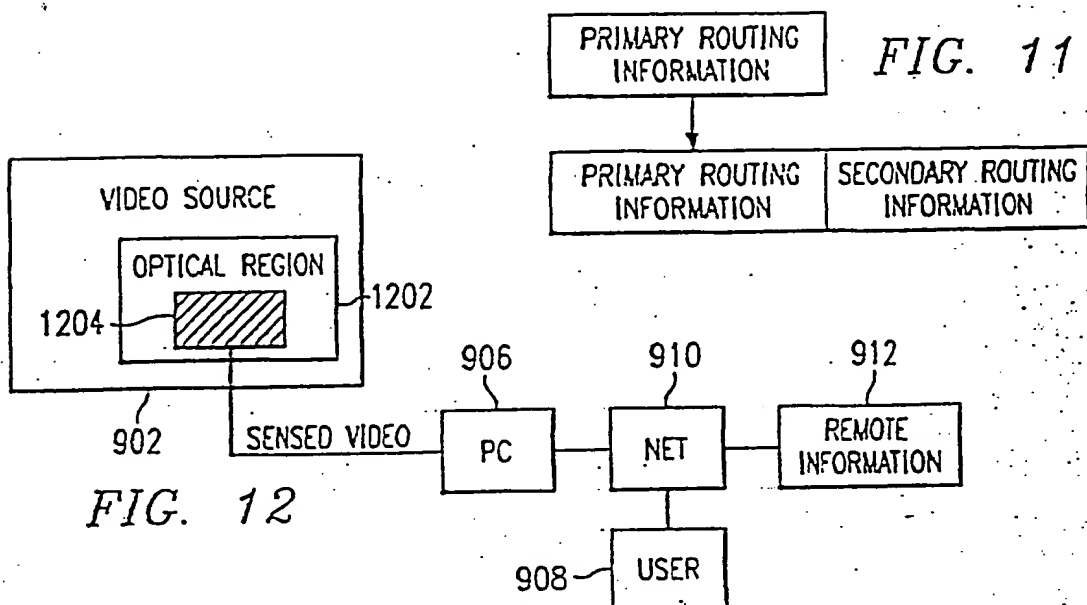 PRIMARY ROUTING
INFORMATION
FIG. 11
PRIMARY ROUTING
INFORMATION
SECONDARY ROUTING
INFORMATION
VIDEO SOURCE
OPTICAL REGION
1202
1204
902
SENSED VIDEO
906
PC
910
NET
912
REMOTE
INFORMATION
FIG. 12
908
USER